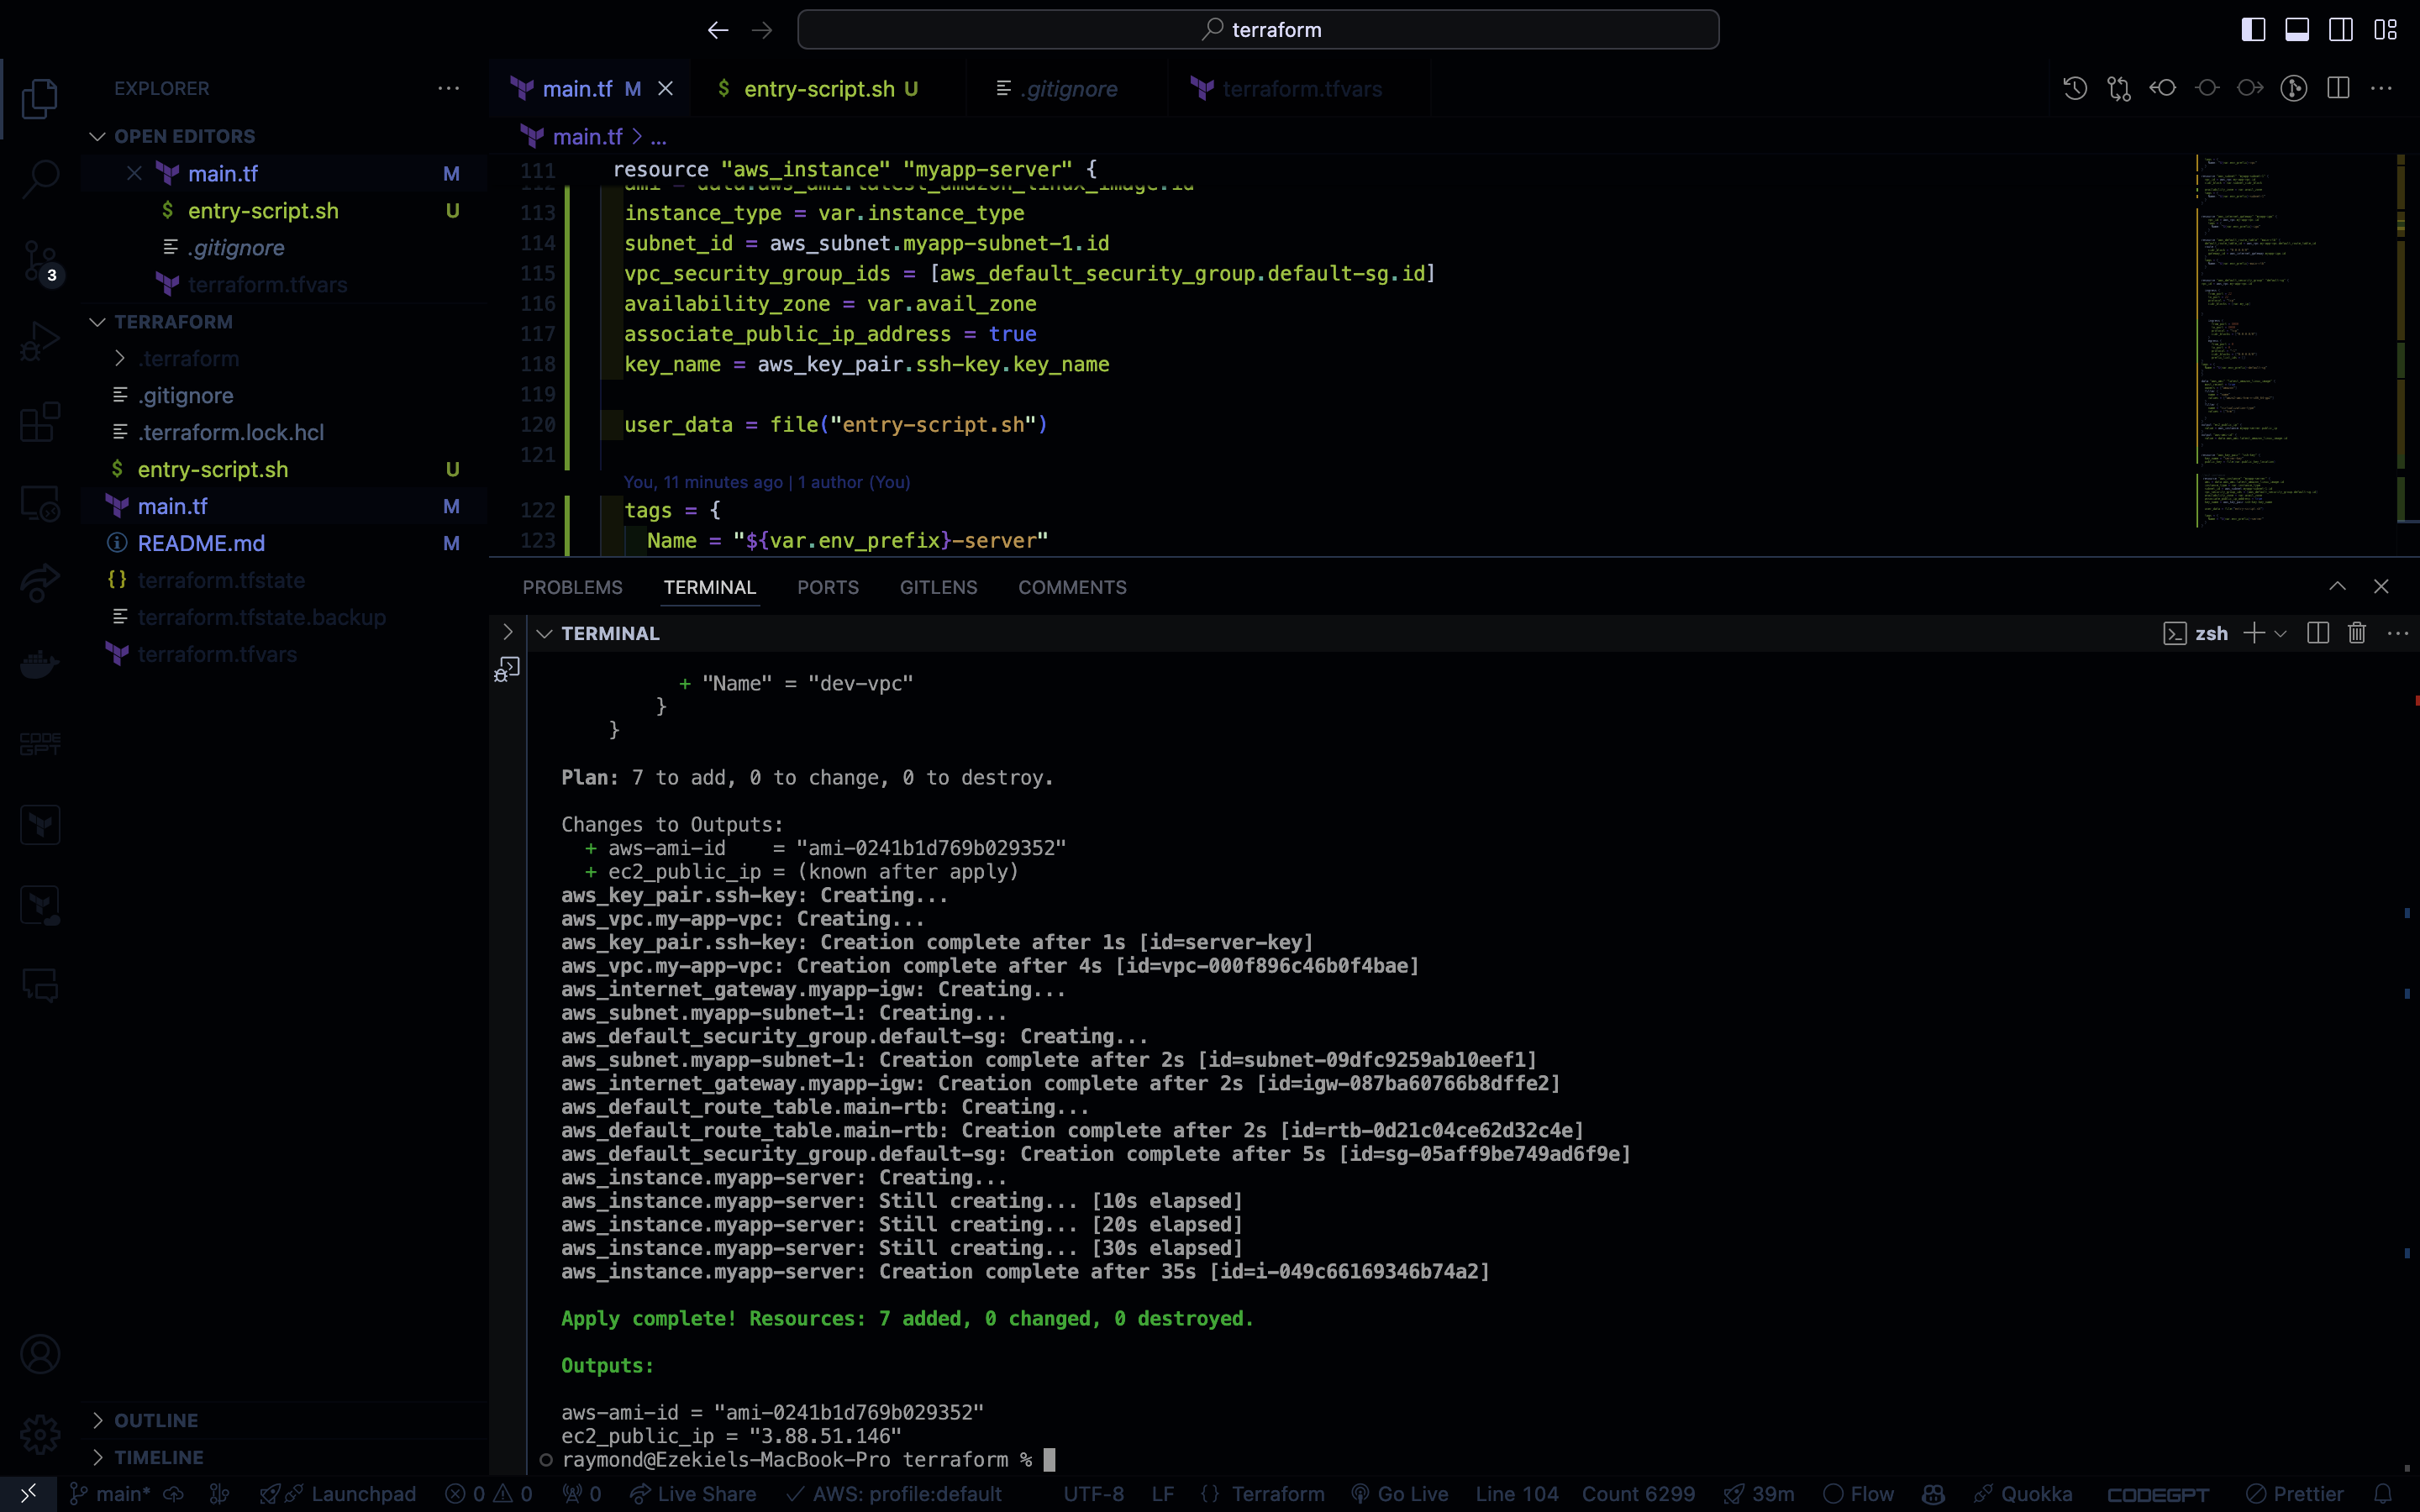 terraform
EXPLORER
OPEN EDITORS
main.tf M
entry-script.sh U
.gitignore
terraform.tfvars
TERRAFORM
.terraform
.gitignore
.terraform.lock.hcl
entry-script.sh U
main.tf M
README.md M
terraform.tfstate
terraform.tfstate.backup
terraform.tfvars
OUTLINE
TIMELINE
3
CODE
GPT
main.tf M
entry-script.sh U
.gitignore
terraform.tfvars
main.tf > ...
111 resource "aws_instance" "myapp-server" {
112 ami = data.aws_ami.latest_amazon_linux_image.id
113 instance_type = var.instance_type
114 subnet_id = aws_subnet.myapp-subnet-1.id
115 vpc_security_group_ids = [aws_default_security_group.default-sg.id]
116 availability_zone = var.avail_zone
117 associate_public_ip_address = true
118 key_name = aws_key_pair.ssh-key.key_name
119
120 user_data = file("entry-script.sh")
121
You, 11 minutes ago | 1 author (You)
122 tags = {
123 Name = "${var.env_prefix}-server"
PROBLEMS TERMINAL PORTS GITLENS COMMENTS
TERMINAL
zsh
+ "Name" = "dev-vpc"
}
}
Plan: 7 to add, 0 to change, 0 to destroy.
Changes to Outputs:
+ aws-ami-id = "ami-0241b1d769b029352"
+ ec2_public_ip = (known after apply)
aws_key_pair.ssh-key: Creating...
aws_vpc.my-app-vpc: Creating...
aws_key_pair.ssh-key: Creation complete after 1s [id=server-key]
aws_vpc.my-app-vpc: Creation complete after 4s [id=vpc-000f896c46b0f4bae]
aws_internet_gateway.myapp-igw: Creating...
aws_subnet.myapp-subnet-1: Creating...
aws_default_security_group.default-sg: Creating...
aws_subnet.myapp-subnet-1: Creation complete after 2s [id=subnet-09dfc9259ab10eef1]
aws_internet_gateway.myapp-igw: Creation complete after 2s [id=igw-087ba60766b8dffe2]
aws_default_route_table.main-rtb: Creating...
aws_default_route_table.main-rtb: Creation complete after 2s [id=rtb-0d21c04ce62d32c4e]
aws_default_security_group.default-sg: Creation complete after 5s [id=sg-05aff9be749ad6f9e]
aws_instance.myapp-server: Creating...
aws_instance.myapp-server: Still creating... [10s elapsed]
aws_instance.myapp-server: Still creating... [20s elapsed]
aws_instance.myapp-server: Still creating... [30s elapsed]
aws_instance.myapp-server: Creation complete after 35s [id=i-049c66169346b74a2]
Apply complete! Resources: 7 added, 0 changed, 0 destroyed.
Outputs:
aws-ami-id = "ami-0241b1d769b029352"
ec2_public_ip = "3.88.51.146"
raymond@Ezekiels-MacBook-Pro terraform %
main* Launchpad 0 0 0 Live Share AWS: profile:default UTF-8 LF {} Terraform Go Live Line 104 Count 6299 39m Flow Quokka CODEGPT Prettier